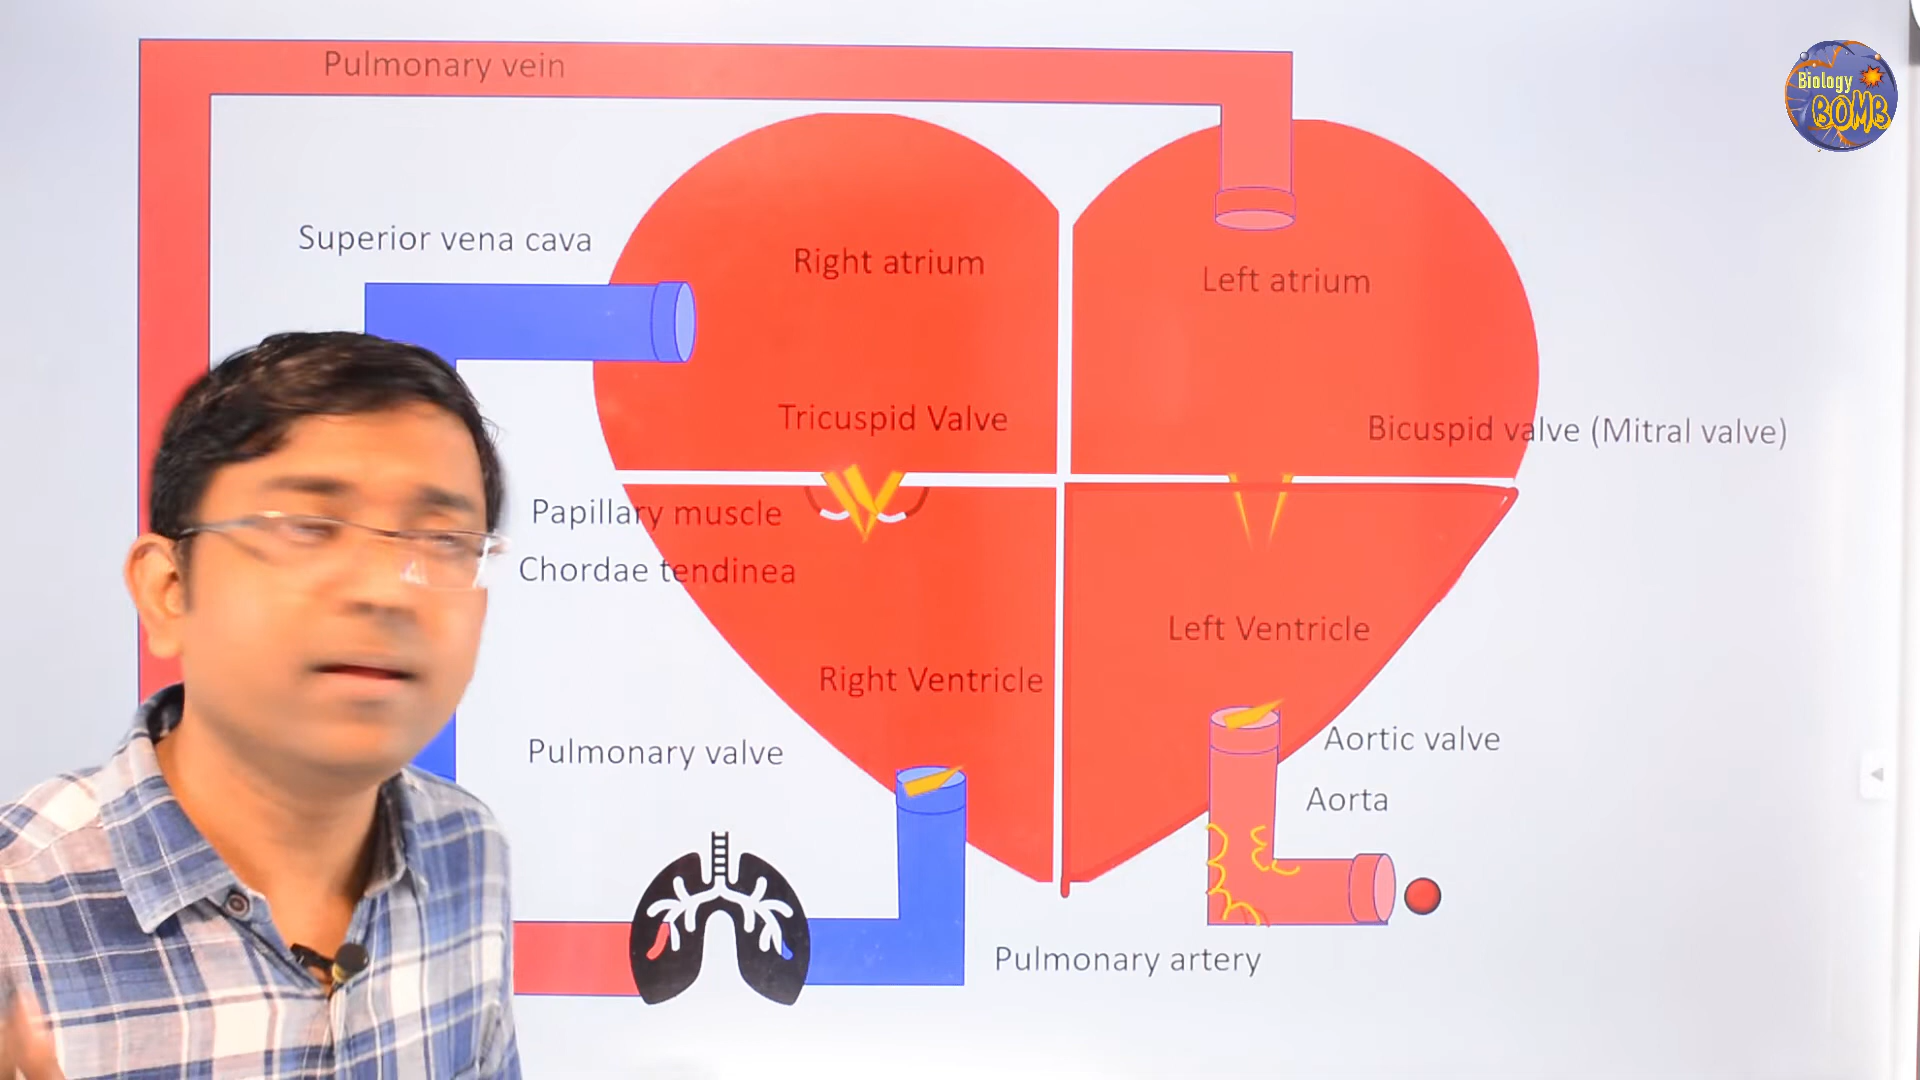 Pulmonary vein
Biology
BOMB
Superior vena cava
Right atrium
Left atrium
Tricuspid Valve
Bicuspid valve (Mitral valve)
Papillary muscle
Chordae tendinea
Left Ventricle
Right Ventricle
Pulmonary valve
Aortic valve
Aorta
Pulmonary artery